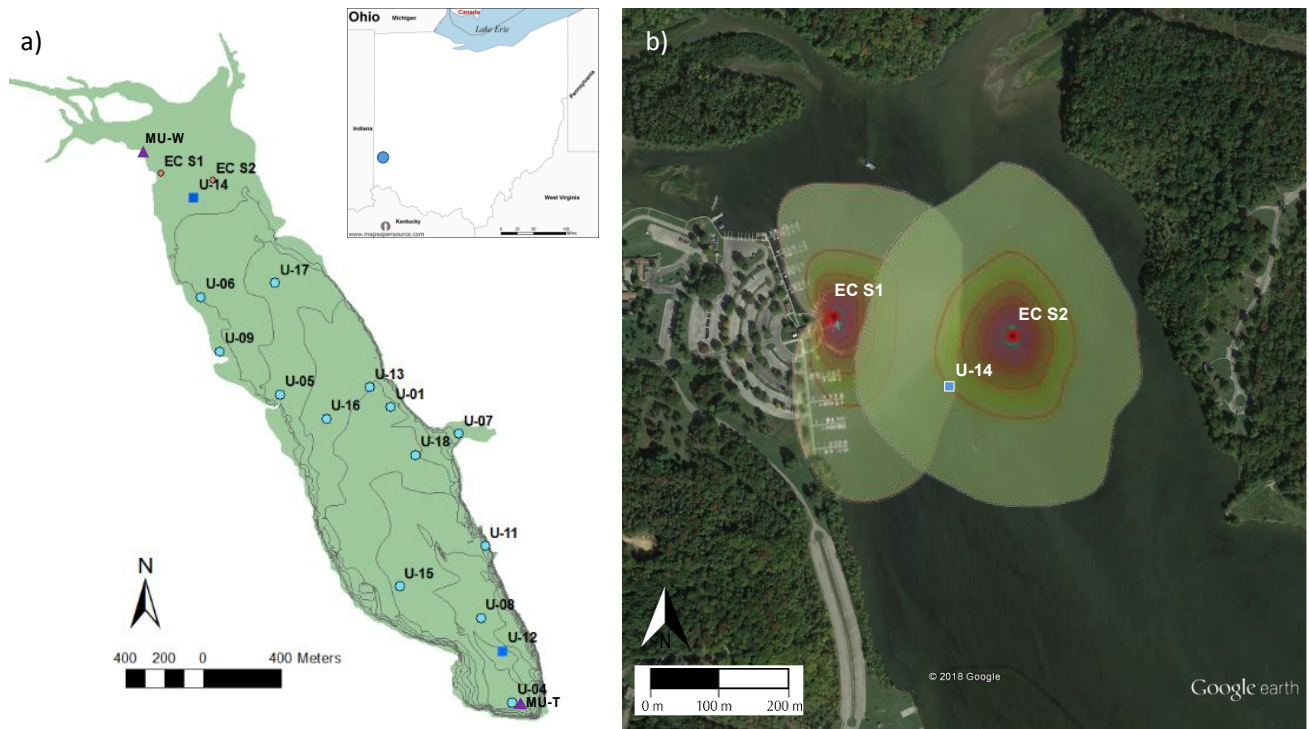 a)
Ohio
Michigan
Canada
Lake Erie
Pennsylvania
Indiana
West Virginia
Kentucky
www.mapsopensource.com
MU-W
EC S1
EC S2
U-14
U-17
U-06
U-09
U-05
U-13
U-01
U-16
U-07
U-18
U-11
U-15
U-08
U-12
U-04
MU-T
N
400 200 0 400 Meters
b)
EC S1
EC S2
U-14
N
0 m 100 m 200 m
© 2018 Google
Google earth